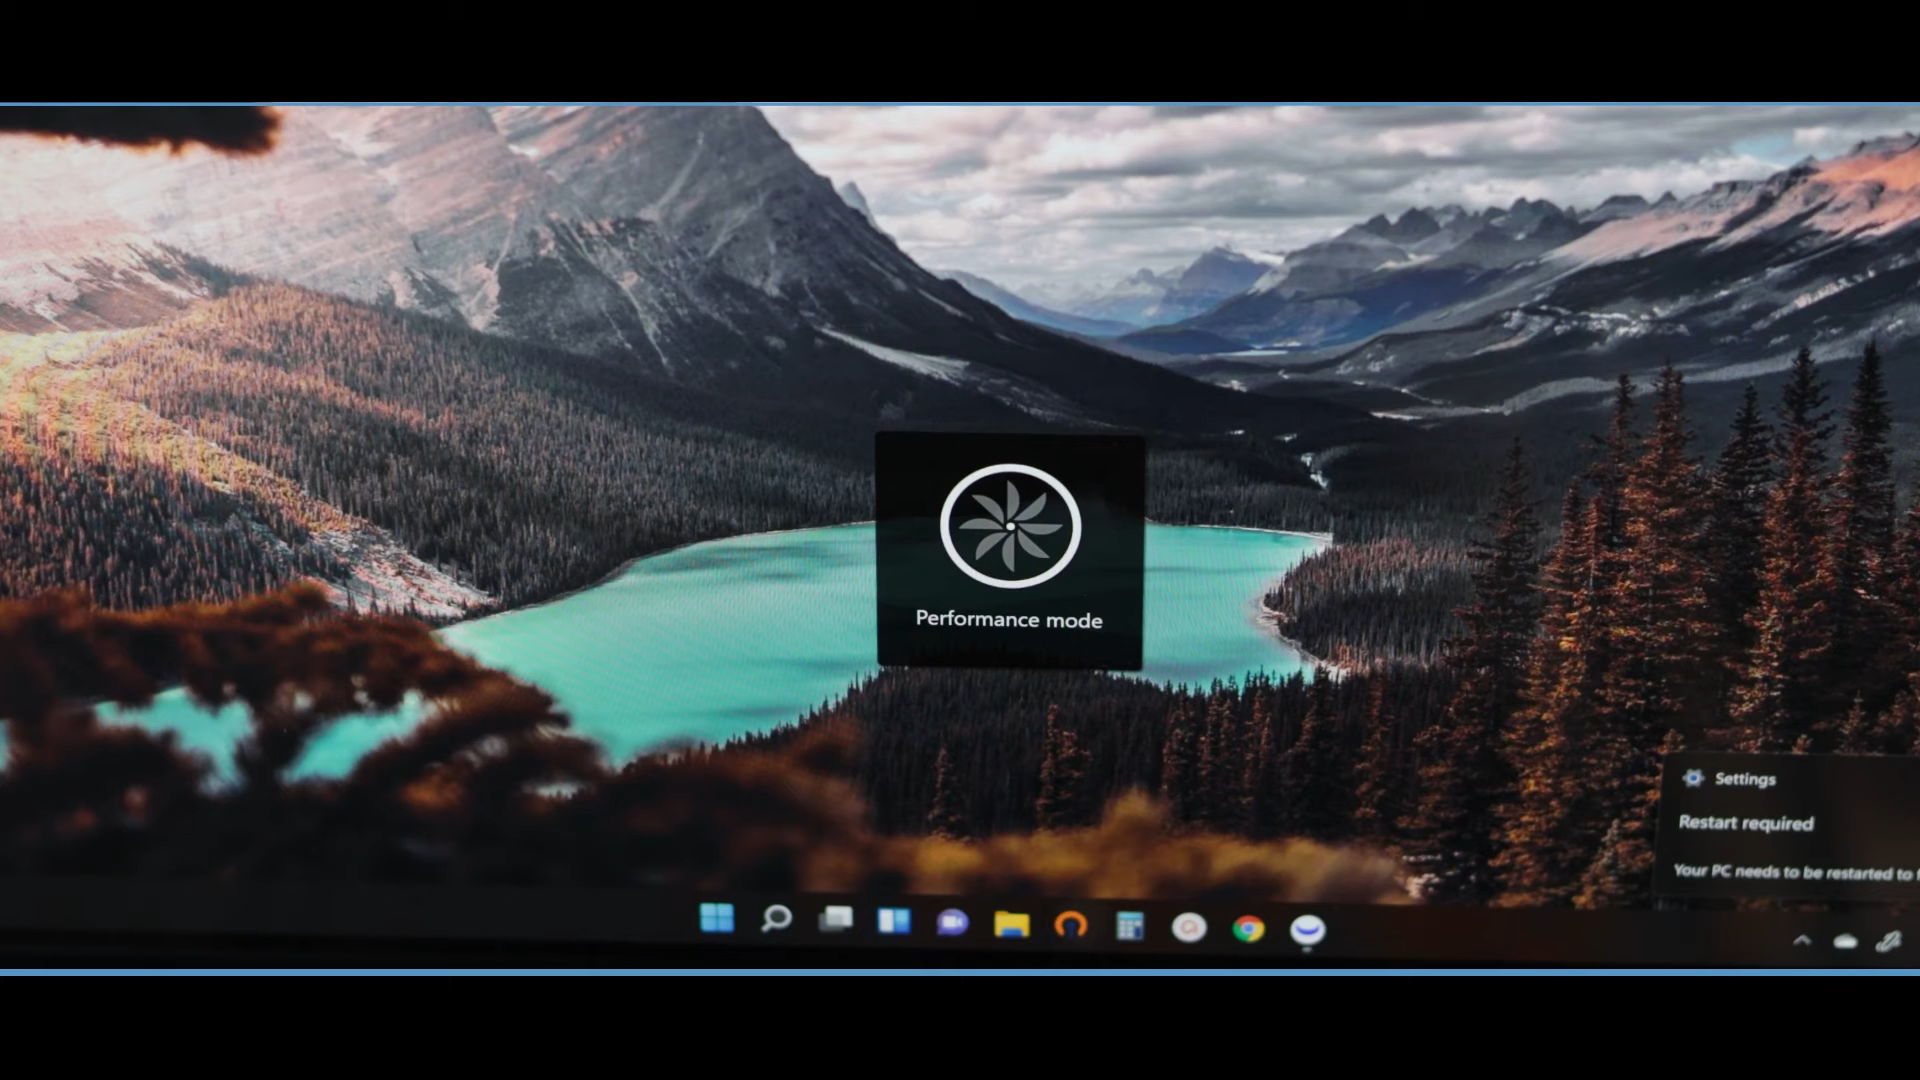 Performance mode
Settings
Restart required
Your PC needs to be restarted to